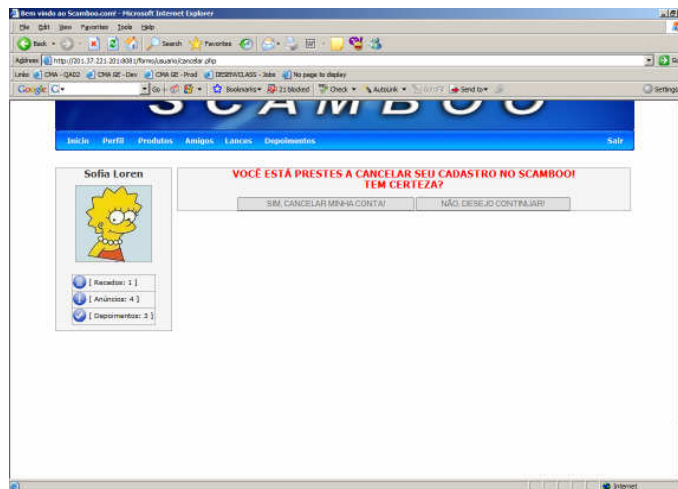 Bem vindo ao Scamboo.com! - Microsoft Internet Explorer
File Edit View Favorites Tools Help
Back Search Favorites
Address http://201.37.221.201:8081/forms/usuario/cancelar.php Go
Links CMA - QAD2 CMA SE - Dev CMA SE - Prod No page to display
Google Go Bookmarks 21 blocked Check AutoLink Send to Settings
SCAMBOO
Início Perfil Produtos Amigos Lances Depoimentos Sair
Sofia Loren
VOCÊ ESTÁ PRESTES A CANCELAR SEU CADASTRO NO SCAMBOO!
TEM CERTEZA?
SIM, CANCELAR MINHA CONTA! NÃO, DESEJO CONTINUAR!
[ Recados: 1 ]
[ Anúncios: 4 ]
[ Depoimentos: 3 ]
Internet